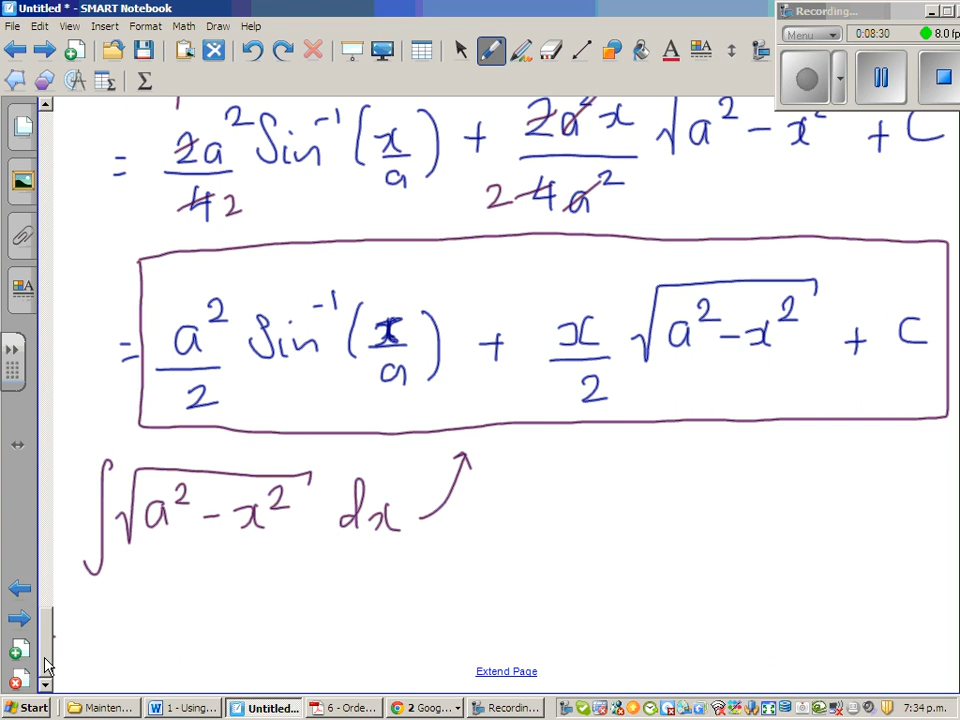 Untitled * - SMART Notebook
Recording...
File Edit View Insert Format Math Draw Help
Menu 0:08:30 8.0 fp
= 2a²/4 2 Sin⁻¹(x/a) + 2a²x/2 4a² √a² - x² + C
= a²/2 Sin⁻¹(x/a) + x/2 √a² - x² + C
∫√a² - x² dx
Extend Page
Start Mainten... 1 - Using... Untitled... 6 - Orde... 2 Goog... Recordin... 7:34 p.m.